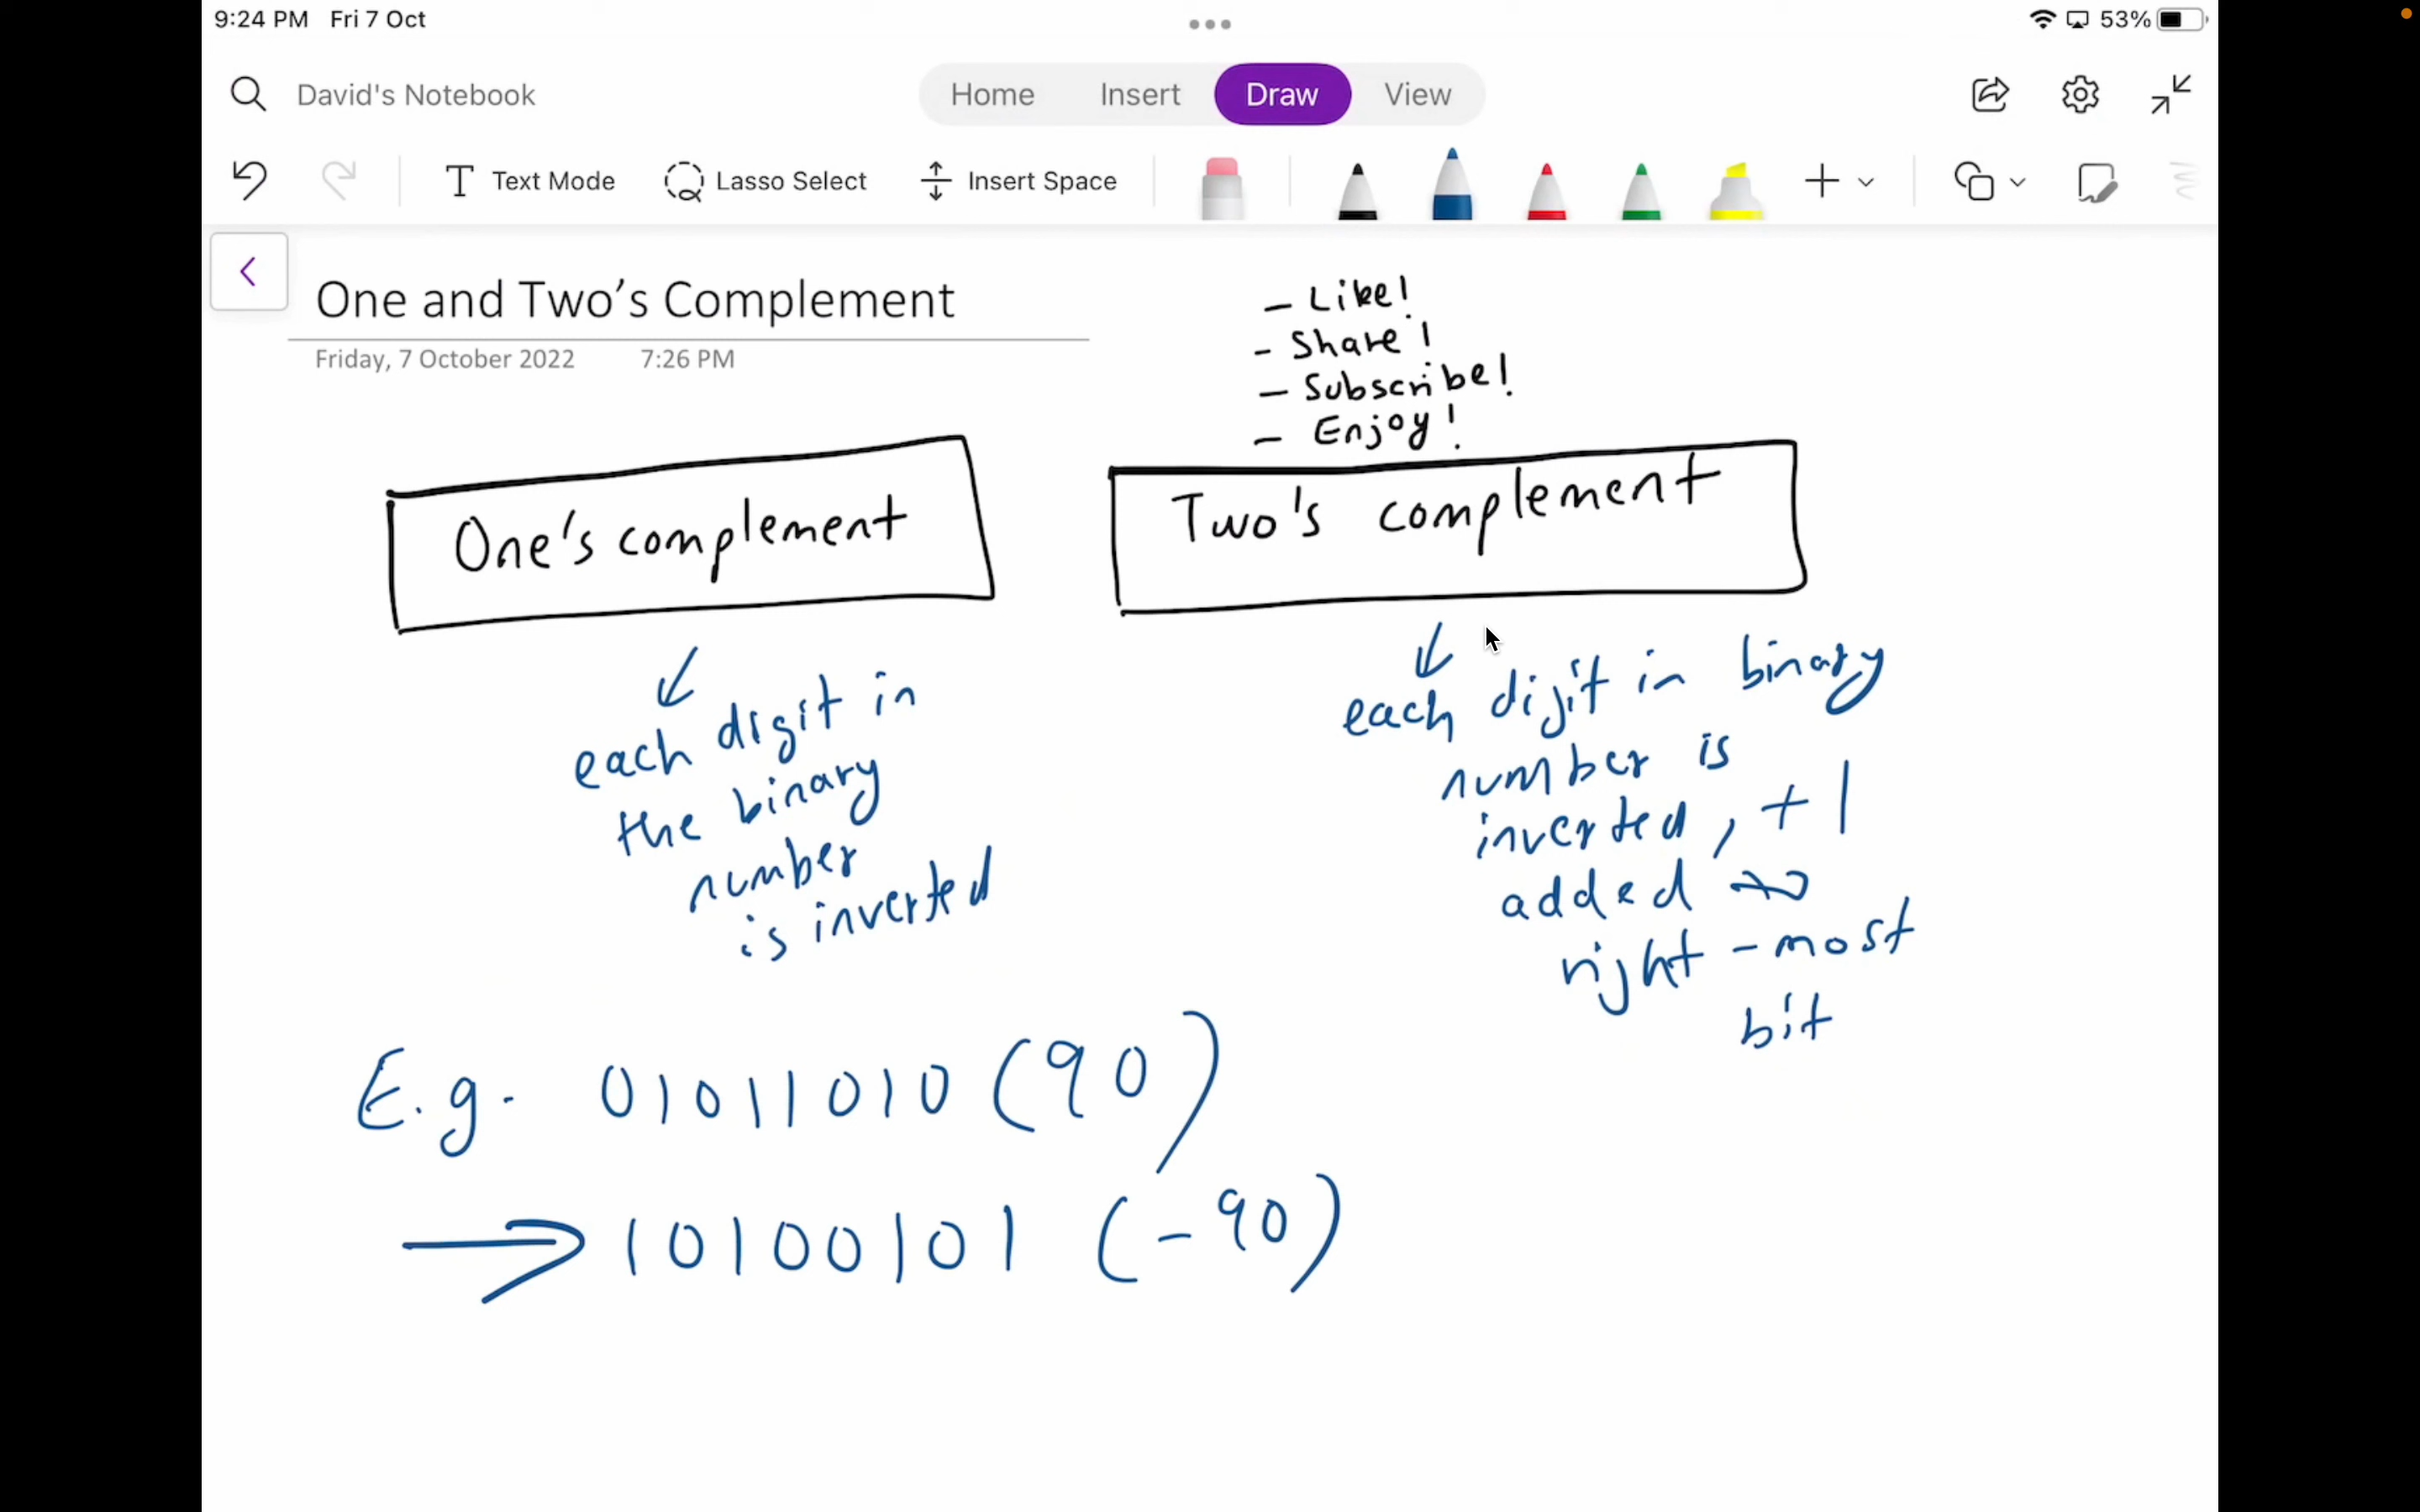 9:24 PM Fri 7 Oct
53%
David's Notebook
Home Insert Draw View
Text Mode Lasso Select Insert Space
One and Two's Complement
Friday, 7 October 2022 7:26 PM
- Like!
- Share!
- Subscribe!
- Enjoy!
One's complement
Two's complement
each digit in
the binary
number
is inverted
each digit in binary
number is
inverted, +1
added to
right-most
bit
E.g. 01011010 (90)
10100101 (-90)